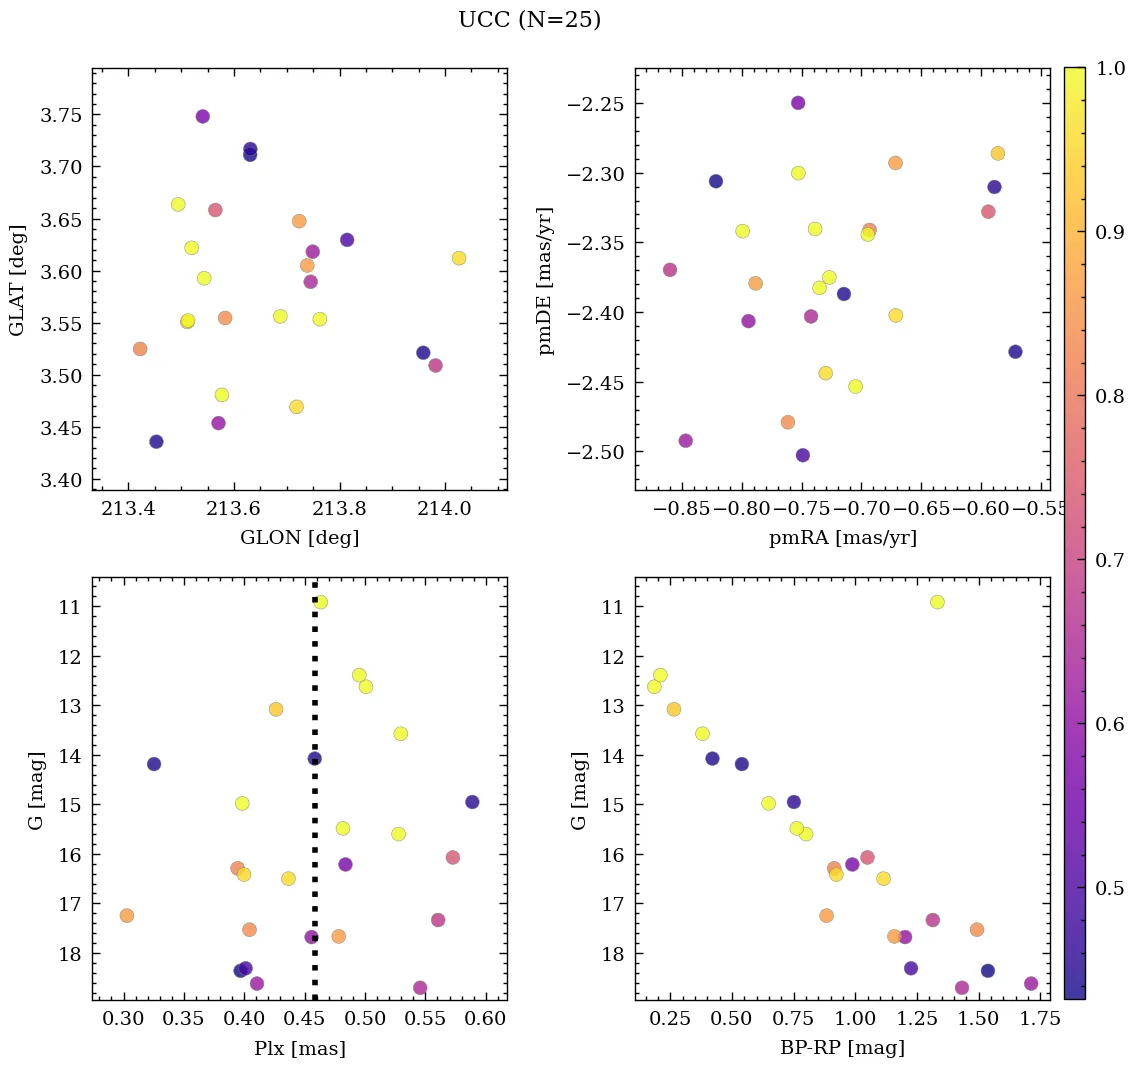 UCC (N=25)
3.75
3.70
3.65
3.60
3.55
3.50
3.45
3.40
GLAT [deg]
213.4 213.6 213.8 214.0
GLON [deg]
−2.25
−2.30
−2.35
−2.40
−2.45
−2.50
pmDE [mas/yr]
−0.85 −0.80 −0.75 −0.70 −0.65 −0.60 −0.55
pmRA [mas/yr]
1.0
0.9
0.8
0.7
0.6
0.5
11
12
13
14
15
16
17
18
G [mag]
0.30 0.35 0.40 0.45 0.50 0.55 0.60
Plx [mas]
11
12
13
14
15
16
17
18
G [mag]
0.25 0.50 0.75 1.00 1.25 1.50 1.75
BP-RP [mag]